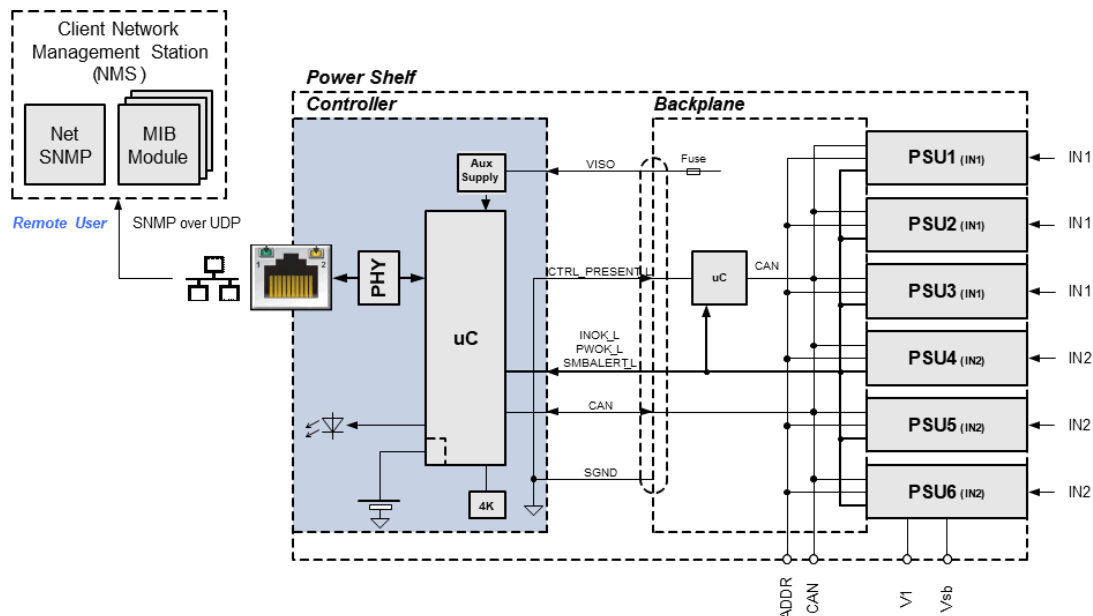 Client Network
Management Station
(NMS)
Net
SNMP
MIB
Module
Remote User
SNMP over UDP
Power Shelf
Controller
Backplane
Aux
Supply
VISO
Fuse
1
2
PHY
uC
CTRL_PRESENT_L
uC
CAN
INOK_L
PWOK_L
SMBALERT_L
CAN
SGND
4K
PSU1 (IN1)
IN1
PSU2 (IN1)
IN1
PSU3 (IN1)
IN1
PSU4 (IN2)
IN2
PSU5 (IN2)
IN2
PSU6 (IN2)
IN2
ADDR
CAN
V1
Vsb